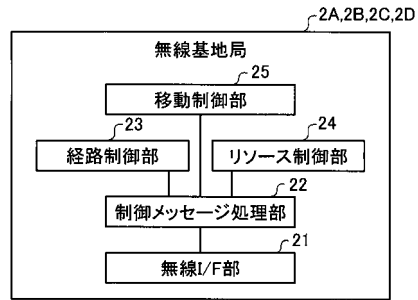 2A,2B,2C,2D
無線基地局
25
移動制御部
23
24
経路制御部
リソース制御部
22
制御メッセージ処理部
21
無線I/F部